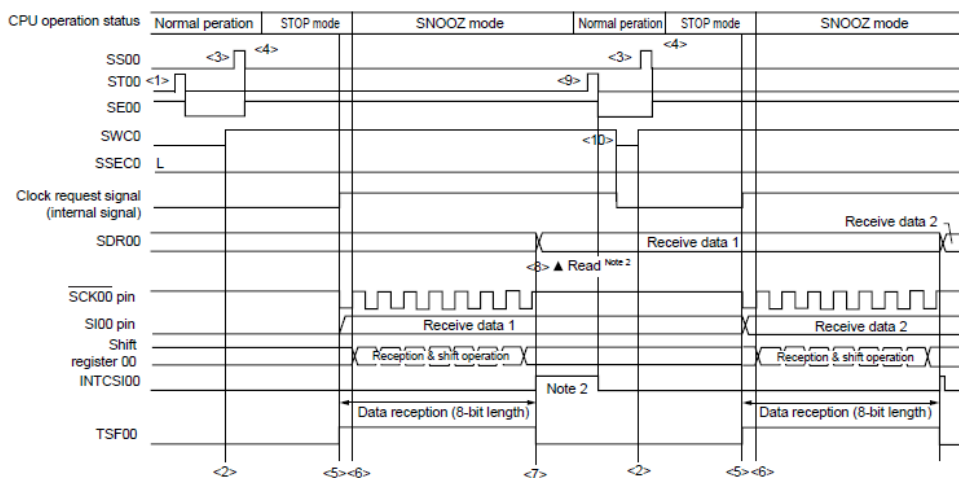 CPU operation status Normal peration STOP mode SNOOZ mode Normal peration STOP mode SNOOZ mode
<3> <4> <3> <4>
SS00
ST00 <1> <9>
SE00
SWC0 <10>
SSEC0 L
Clock request signal
(internal signal)
Receive data 2
SDR00 Receive data 1
<8> ▲ Read Note 2
SCK00 pin
SI00 pin Receive data 1 Receive data 2
Shift
register 00 Reception & shift operation Reception & shift operation
INTCSI00 Note 2
Data reception (8-bit length) Data reception (8-bit length)
TSF00
<2> <5><6> <7> <2> <5><6>